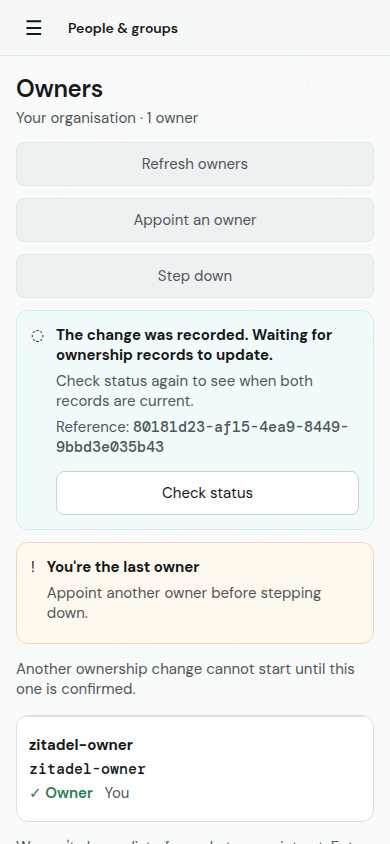 ☰ People & groups
Owners
Your organisation · 1 owner
Refresh owners
Appoint an owner
Step down
The change was recorded. Waiting for
ownership records to update.
Check status again to see when both
records are current.
Reference: 80181d23-af15-4ea9-8449-
9bbd3e035b43
Check status
! You're the last owner
Appoint another owner before stepping
down.
Another ownership change cannot start until this
one is confirmed.
zitadel-owner
zitadel-owner
✓ Owner You